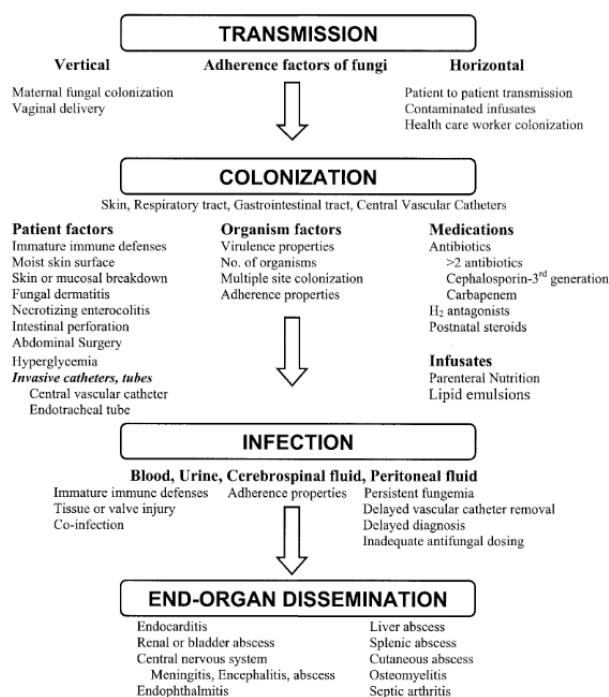 TRANSMISSION
Vertical
Maternal fungal colonization
Vaginal delivery
Adherence factors of fungi
Horizontal
Patient to patient transmission
Contaminated infusates
Health care worker colonization
COLONIZATION
Skin, Respiratory tract, Gastrointestinal tract, Central Vascular Catheters
Patient factors
Immature immune defenses
Moist skin surface
Skin or mucosal breakdown
Fungal dermatitis
Necrotizing enterocolitis
Intestinal perforation
Abdominal Surgery
Hyperglycemia
Invasive catheters, tubes
Central vascular catheter
Endotracheal tube
Organism factors
Virulence properties
No. of organisms
Multiple site colonization
Adherence properties
Medications
Antibiotics
>2 antibiotics
Cephalosporin-3rd generation
Carbapenem
H2 antagonists
Postnatal steroids
Infusates
Parenteral Nutrition
Lipid emulsions
INFECTION
Blood, Urine, Cerebrospinal fluid, Peritoneal fluid
Immature immune defenses
Tissue or valve injury
Co-infection
Adherence properties
Persistent fungemia
Delayed vascular catheter removal
Delayed diagnosis
Inadequate antifungal dosing
END-ORGAN DISSEMINATION
Endocarditis
Renal or bladder abscess
Central nervous system
Meningitis, Encephalitis, abscess
Endophthalmitis
Liver abscess
Splenic abscess
Cutaneous abscess
Osteomyelitis
Septic arthritis